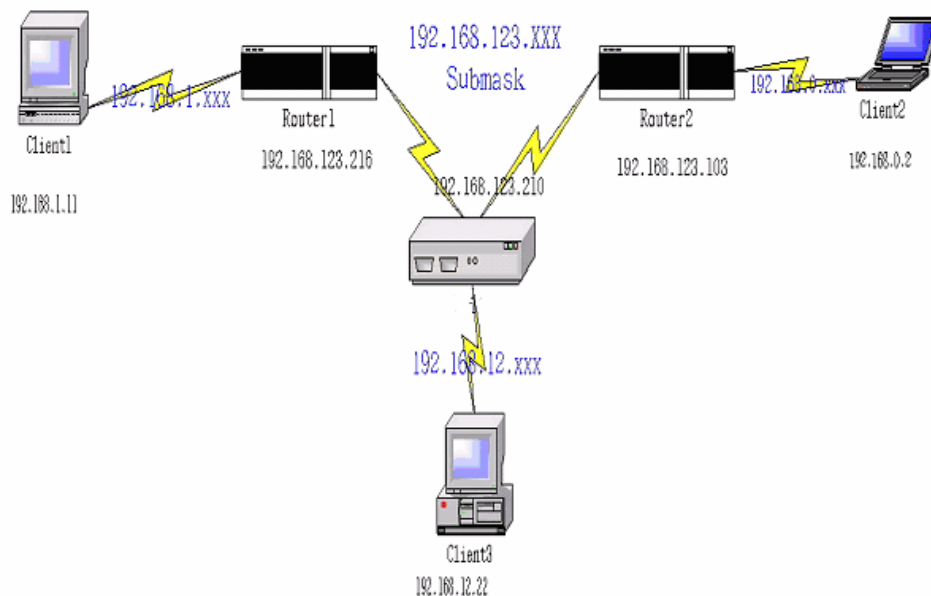 192.168.123.XXX
Submask
192.168.1.xxx
192.168.0.xxx
Client1
Router1
Router2
Client2
192.168.123.216
192.168.123.103
192.168.0.2
192.168.1.11
192.168.123.210
192.168.12.xxx
Client3
192.168.12.22